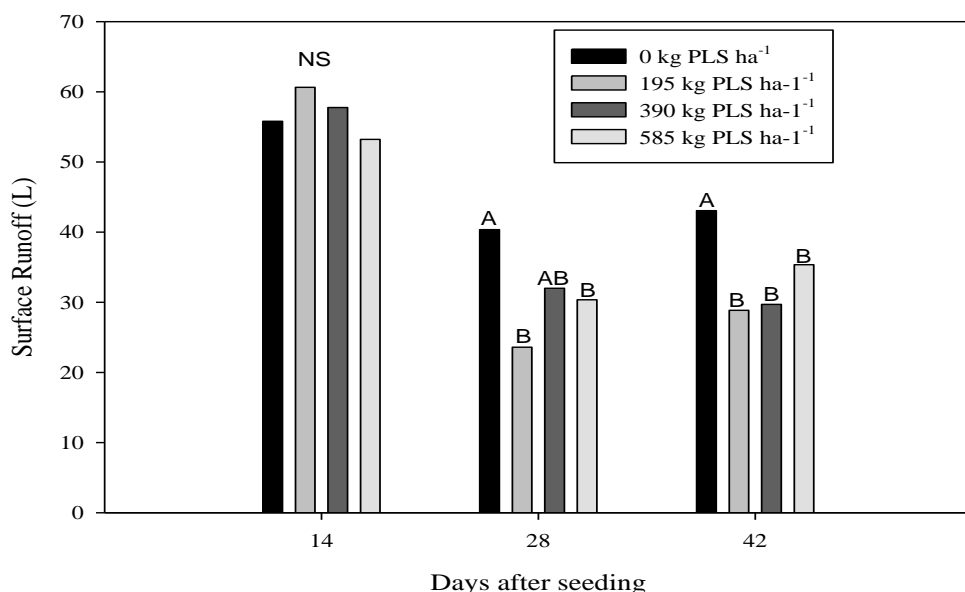 70
60
50
40
30
20
10
0
Surface Runoff (L)
NS
0 kg PLS ha⁻¹
195 kg PLS ha-1⁻¹
390 kg PLS ha-1⁻¹
585 kg PLS ha-1⁻¹
A
B
AB
B
A
B
B
B
14
28
42
Days after seeding